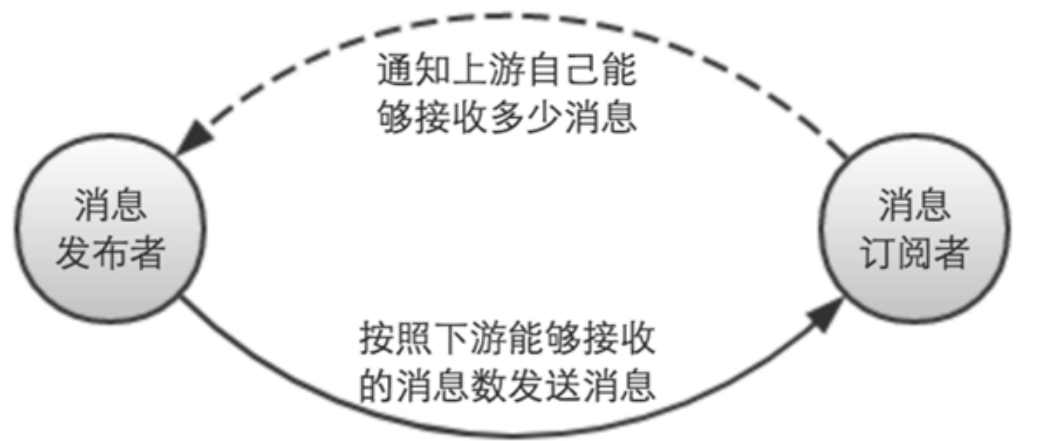 通知上游自己能
够接收多少消息
消息
发布者
消息
订阅者
按照下游能够接收
的消息数发送消息